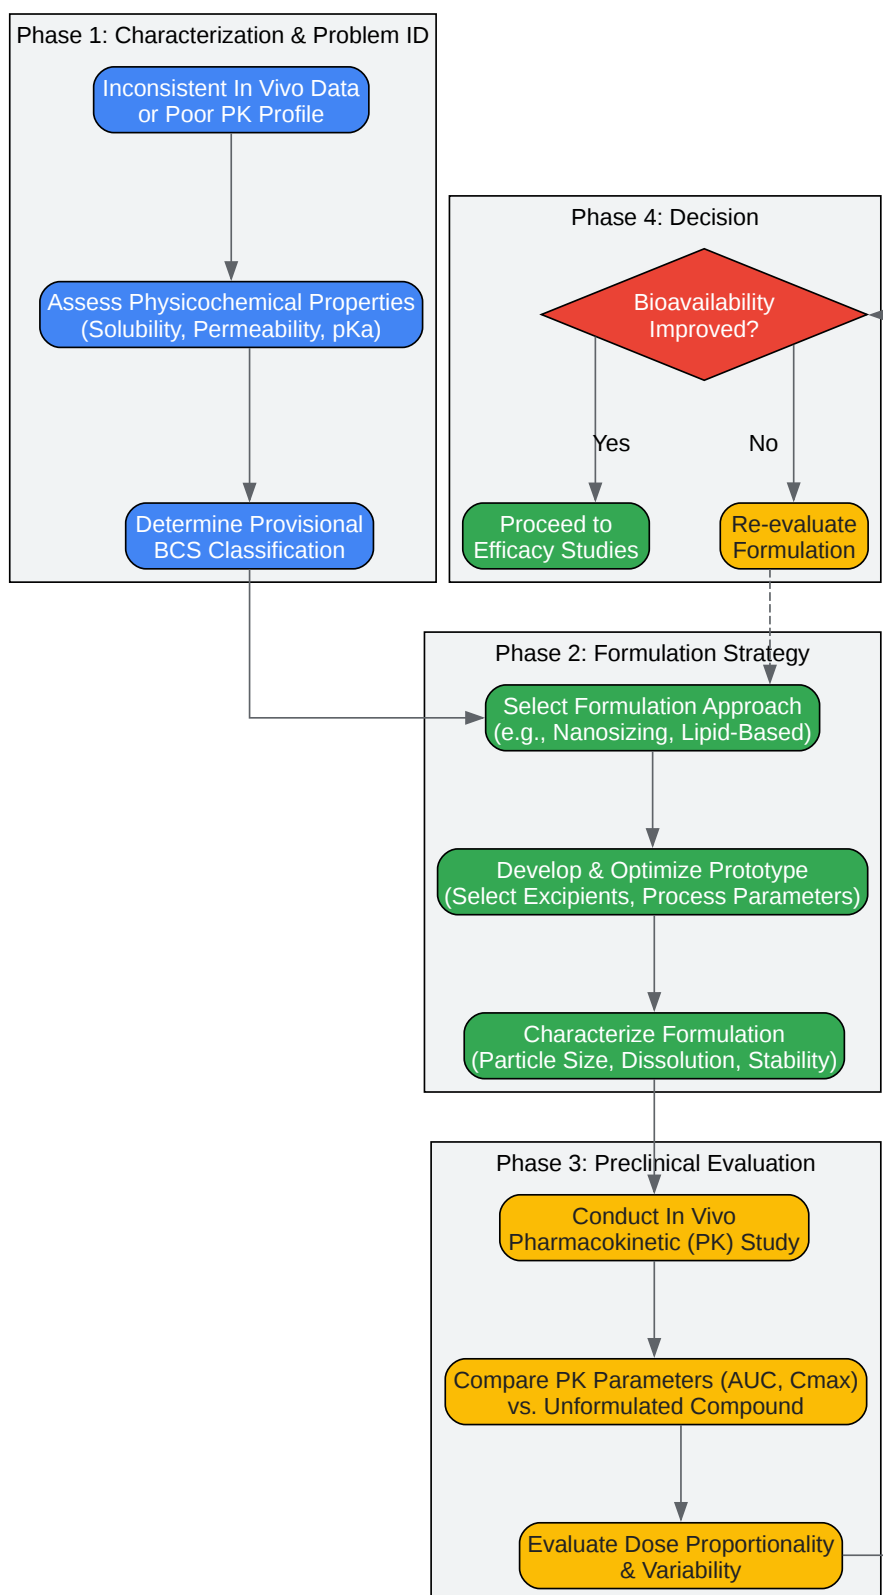 Phase 1: Characterization & Problem ID
Inconsistent In Vivo Data
or Poor PK Profile
Assess Physicochemical Properties
(Solubility, Permeability, pKa)
Determine Provisional
BCS Classification
Phase 4: Decision
Bioavailability
Improved?
Yes
No
Proceed to
Efficacy Studies
Re-evaluate
Formulation
Phase 2: Formulation Strategy
Select Formulation Approach
(e.g., Nanosizing, Lipid-Based)
Develop & Optimize Prototype
(Select Excipients, Process Parameters)
Characterize Formulation
(Particle Size, Dissolution, Stability)
Phase 3: Preclinical Evaluation
Conduct In Vivo
Pharmacokinetic (PK) Study
Compare PK Parameters (AUC, Cmax)
vs. Unformulated Compound
Evaluate Dose Proportionality
& Variability